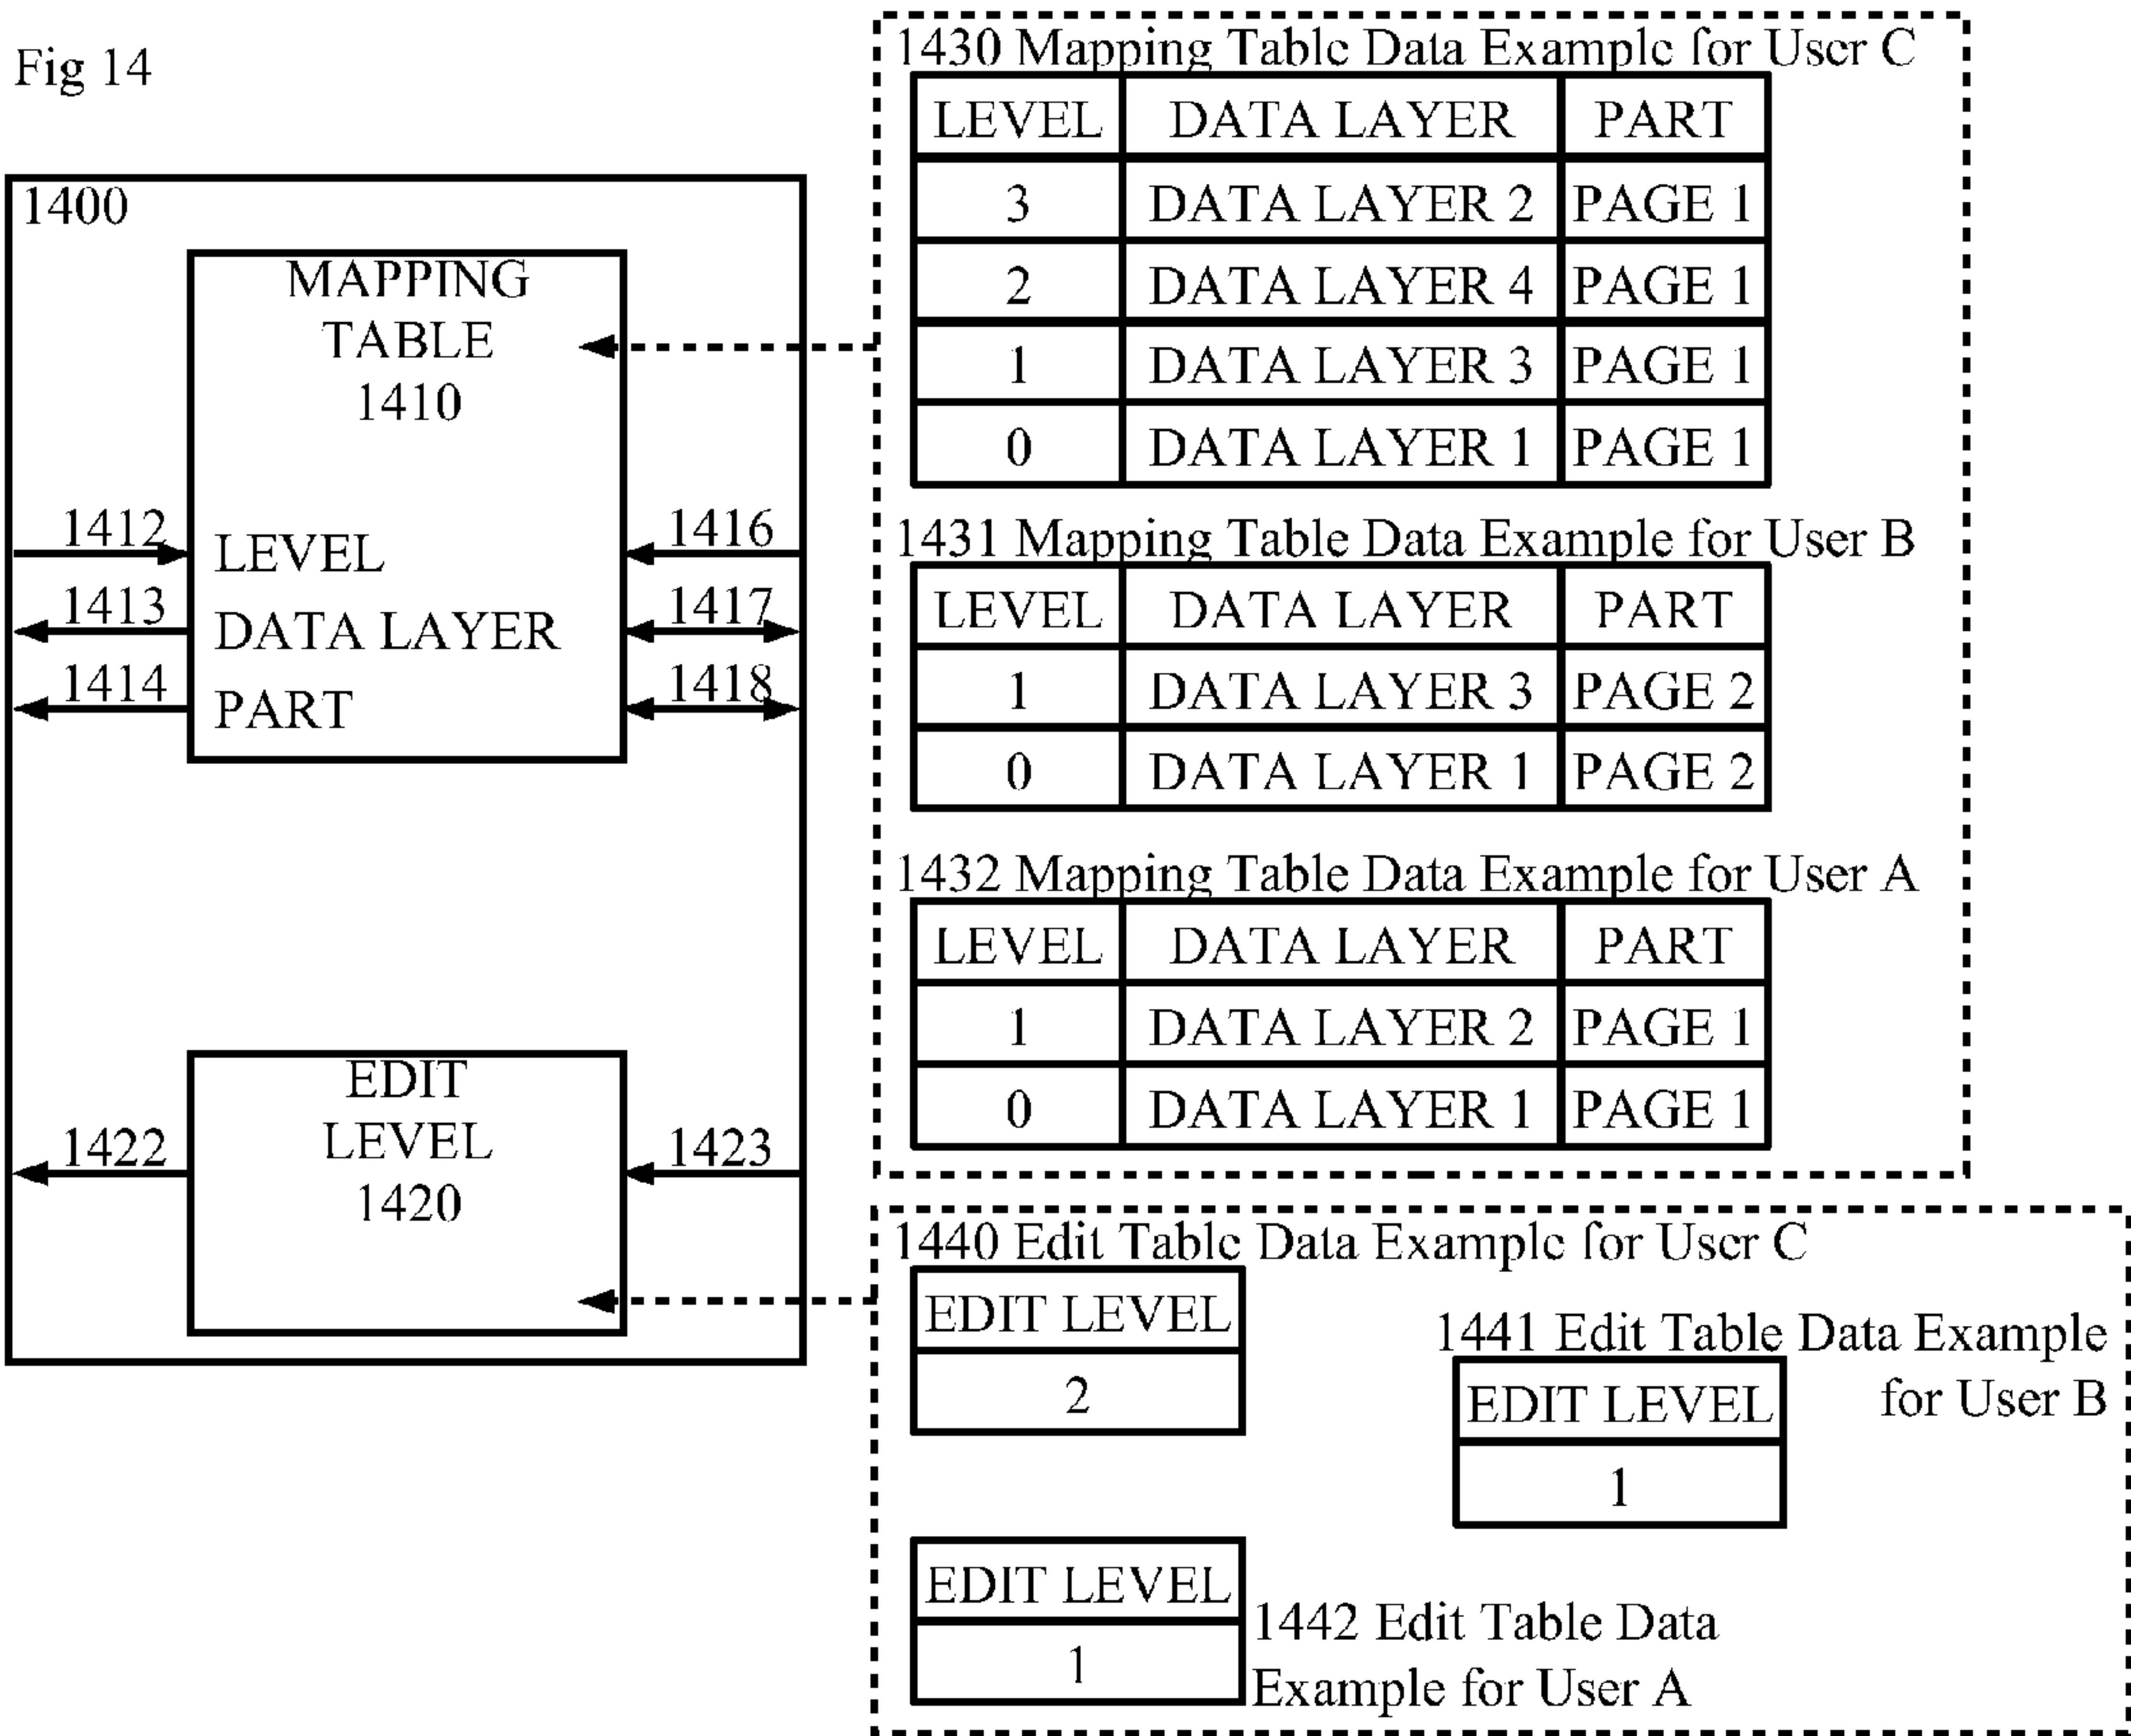 Fig 14
1400
MAPPING
TABLE
1410
1412
LEVEL
1416
1413
DATA LAYER
1417
1414
PART
1418
EDIT
LEVEL
1420
1422
1423
1430 Mapping Table Data Example for User C
LEVEL DATA LAYER PART
3 DATA LAYER 2 PAGE 1
2 DATA LAYER 4 PAGE 1
1 DATA LAYER 3 PAGE 1
0 DATA LAYER 1 PAGE 1
1431 Mapping Table Data Example for User B
LEVEL DATA LAYER PART
1 DATA LAYER 3 PAGE 2
0 DATA LAYER 1 PAGE 2
1432 Mapping Table Data Example for User A
LEVEL DATA LAYER PART
1 DATA LAYER 2 PAGE 1
0 DATA LAYER 1 PAGE 1
1440 Edit Table Data Example for User C
EDIT LEVEL
2
1441 Edit Table Data Example
for User B
EDIT LEVEL
1
EDIT LEVEL
1
1442 Edit Table Data
Example for User A